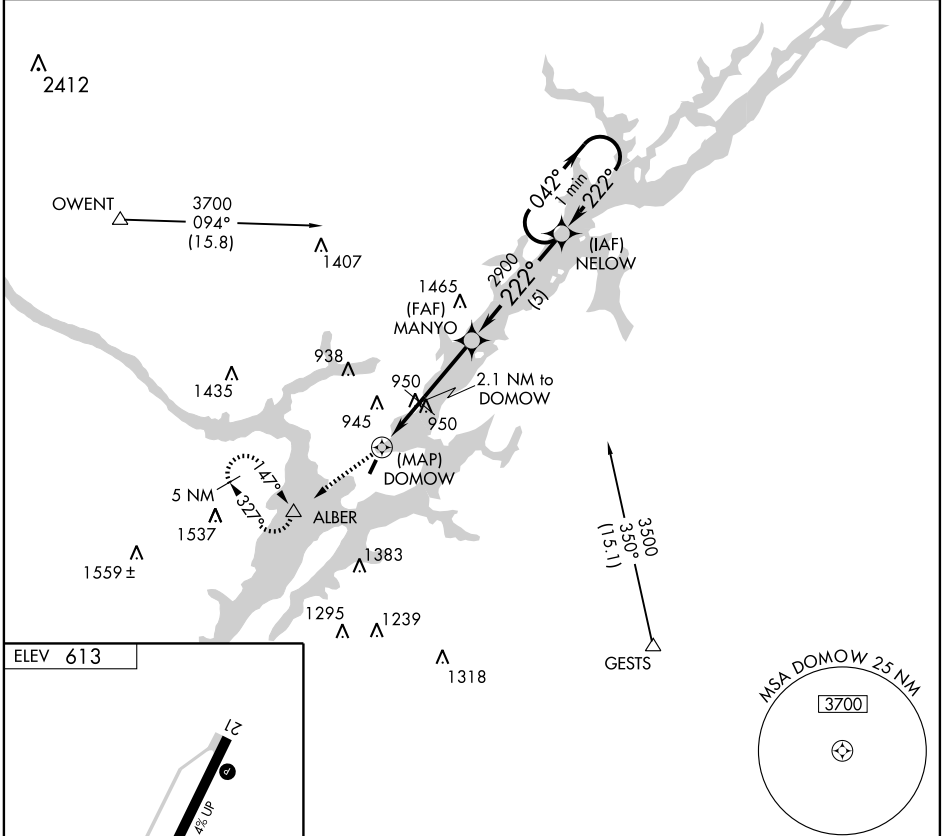 2412
OWENT
3700
094°
(15.8)
1407
042°
1 min
222°
(IAF)
NELOW
2900
222°
(5)
1465
(FAF)
MANYO
938
1435
950
2.1 NM to
DOMOW
945
950
(MAP)
DOMOW
147°
5 NM
327°
ALBER
1537
1559 ±
1383
3500
350°
(15.1)
1295
1239
1318
GESTS
ELEV 613
21
P
4% UP
MSA DOMOW 25 NM
3700